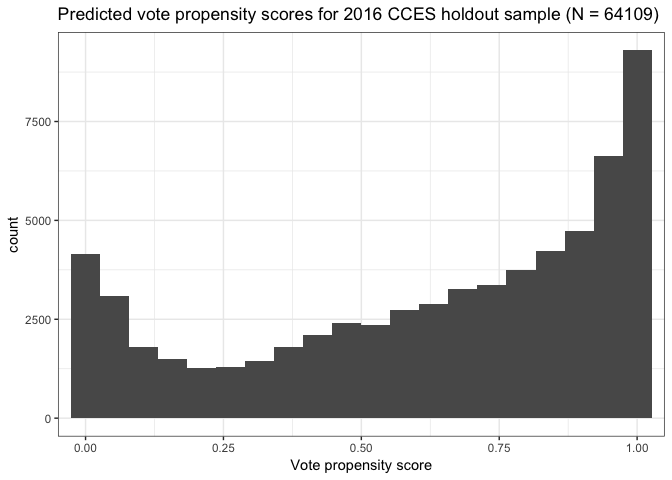 Predicted vote propensity scores for 2016 CCES holdout sample (N = 64109)
7500
5000
2500
0
count
0.00 0.25 0.50 0.75 1.00
Vote propensity score